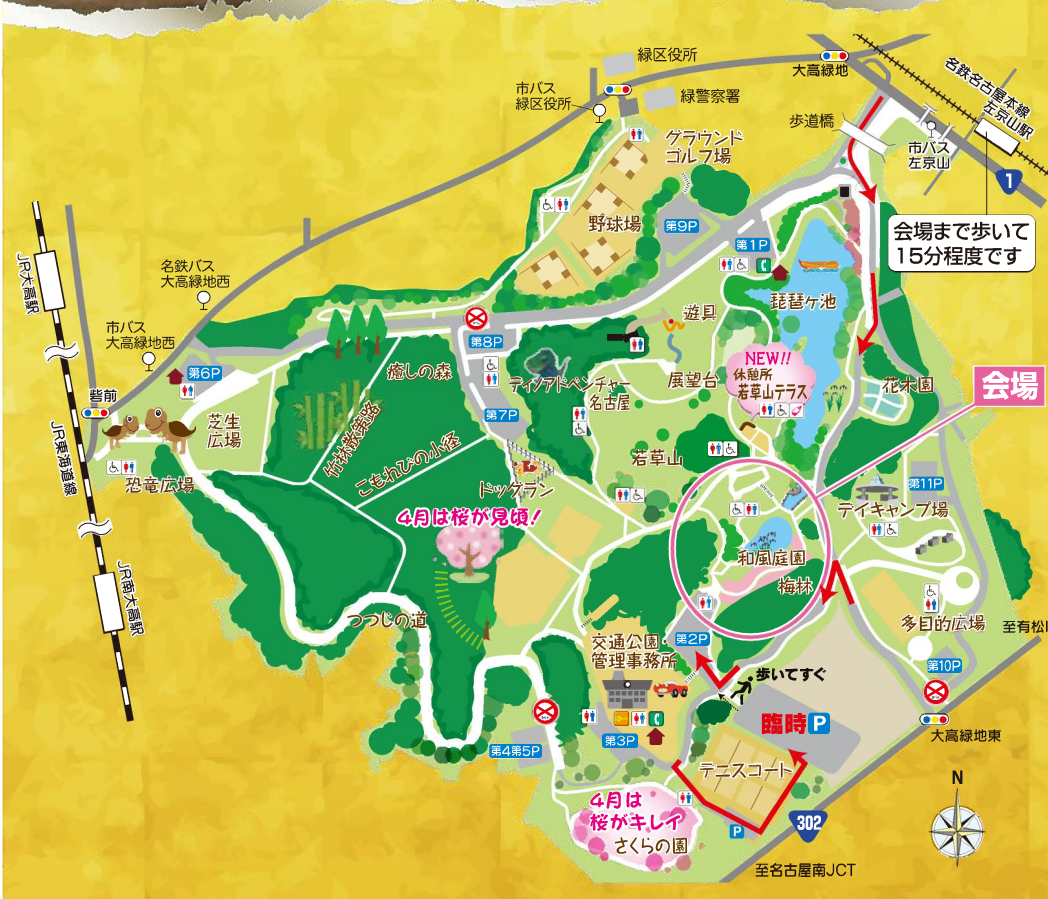 緑区役所
市バス
緑区役所
緑警察署
大高緑地
名鉄名古屋本線
左京山駅
歩道橋
市バス
左京山
1
グラウンド
ゴルフ場
会場まで歩いて
15分程度です
野球場
第9P
第1P
JR大高駅
名鉄バス
大高緑地西
琵琶ヶ池
遊具
市バス
大高緑地西
第8P
NEW!!
休憩所
若草山テラス
第6P
癒しの森
ディノアドベンチャー
名古屋
展望台
花木園
会場
砦前
芝生
広場
第7P
竹林散策路
こもれびの小径
JR東海道線
恐竜広場
ドッグラン
若草山
第11P
デイキャンプ場
4月は桜が見頃!
和風庭園
梅林
JR南大高駅
つつじの道
多目的広場
至有松
交通公園・
管理事務所
第2P
歩いてすぐ
第10P
臨時P
大高緑地東
第3P
第4第5P
テニスコート
N
4月は
桜がキレイ
さくらの園
P
302
至名古屋南JCT